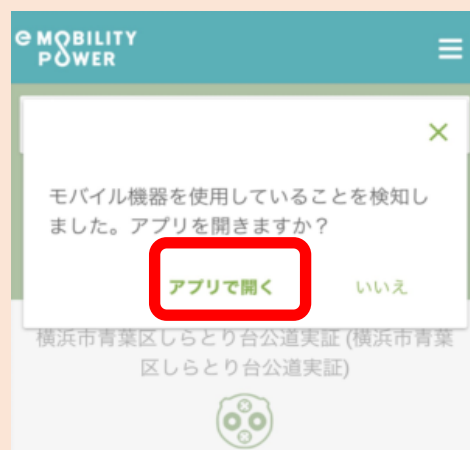 e MOBILITY
POWER
モバイル機器を使用していることを検知し
ました。アプリを開きますか？
アプリで開く いいえ
横浜市青葉区しらとり台公道実証 (横浜市青葉
区しらとり台公道実証)